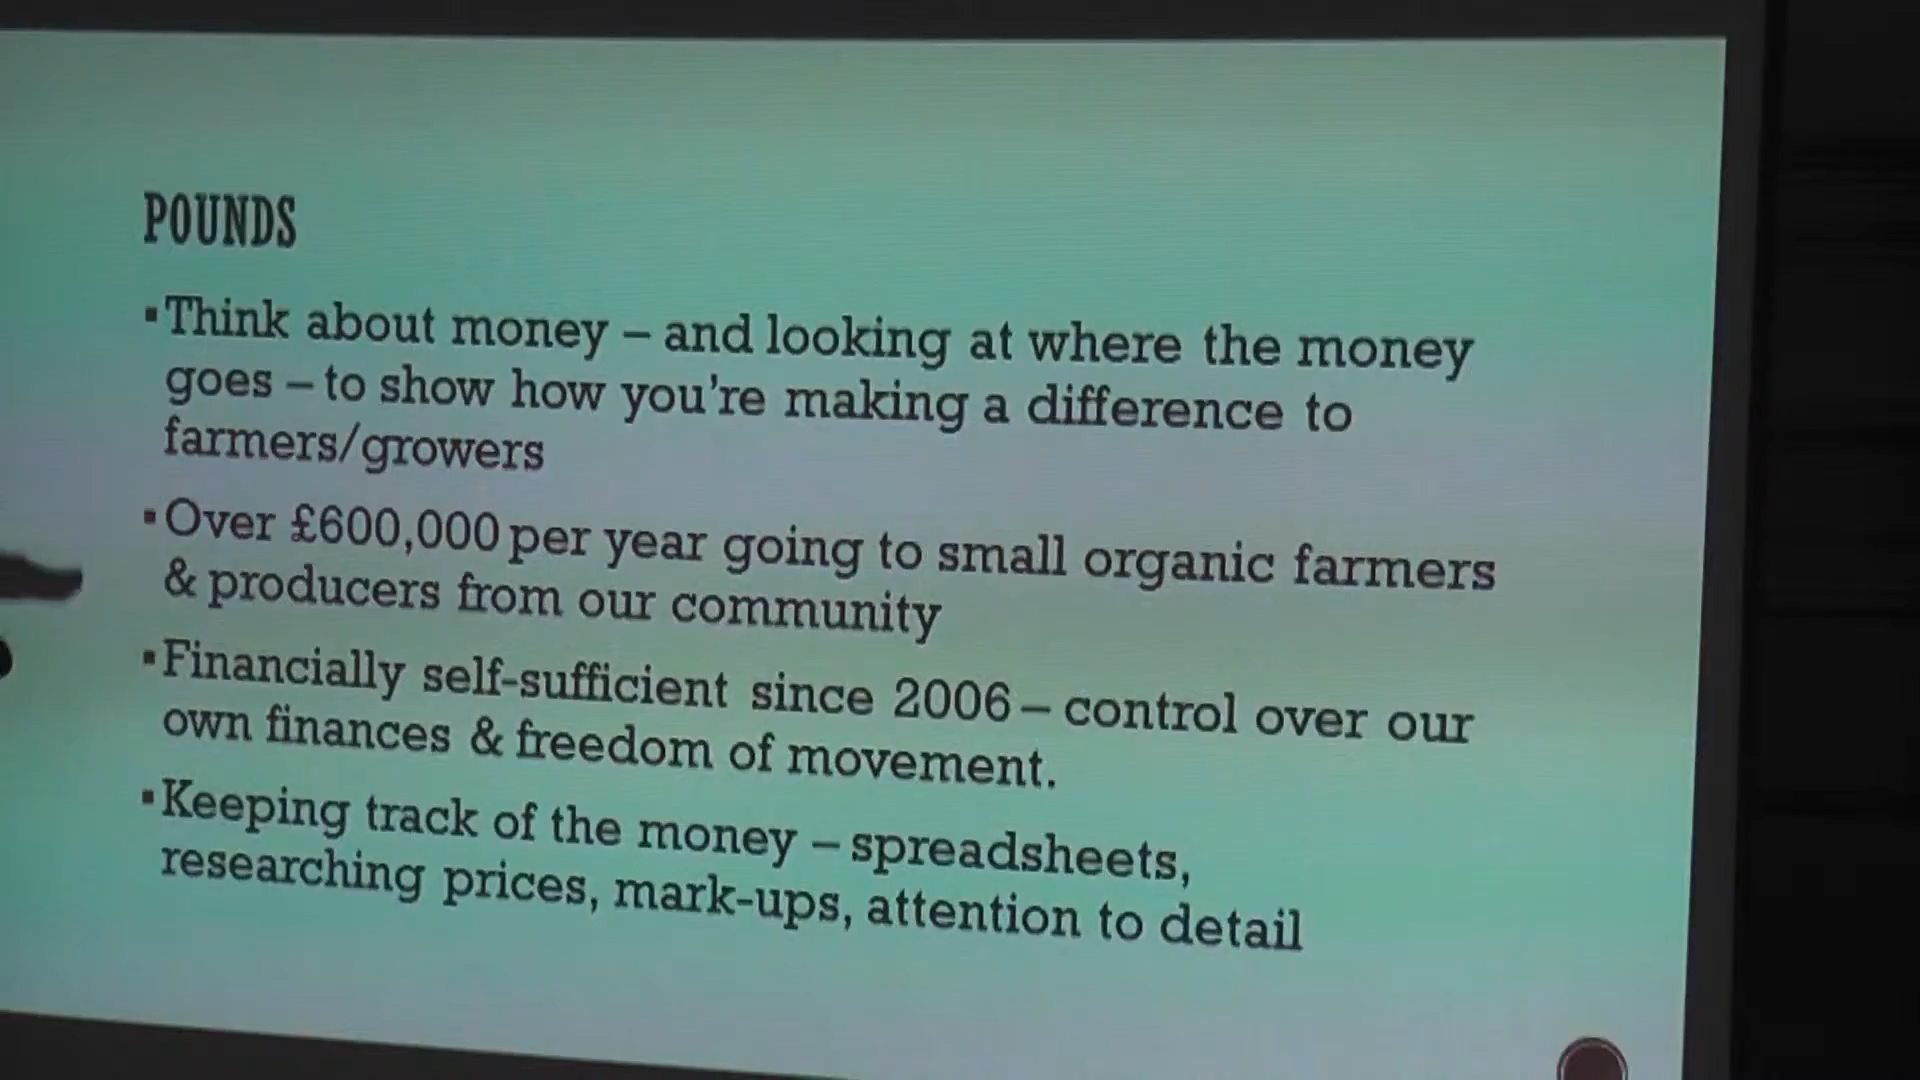 POUNDS
▪Think about money – and looking at where the money
goes – to show how you're making a difference to
farmers/growers
▪Over £600,000 per year going to small organic farmers
& producers from our community
▪Financially self-sufficient since 2006 – control over our
own finances & freedom of movement.
▪Keeping track of the money – spreadsheets,
researching prices, mark-ups, attention to detail